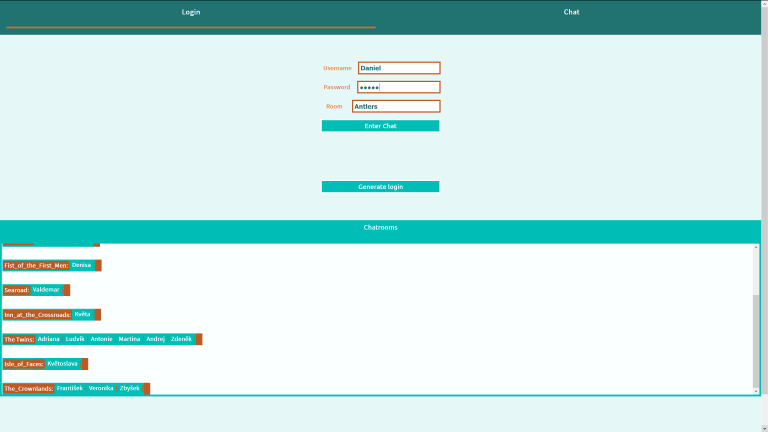 Login Chat
Username Daniel
Password •••••
Room Antlers
Enter Chat
Generate login
Chatrooms
Fist_of_the_First_Men: Denisa
Searoad: Valdemar
Inn_at_the_Crossroads: Květa
The Twins: Adriana Ludvík Antonie Martina Andrej Zdeněk
Isle_of_Faces: Květoslava
The_Crownlands: František Veronika Zbyšek